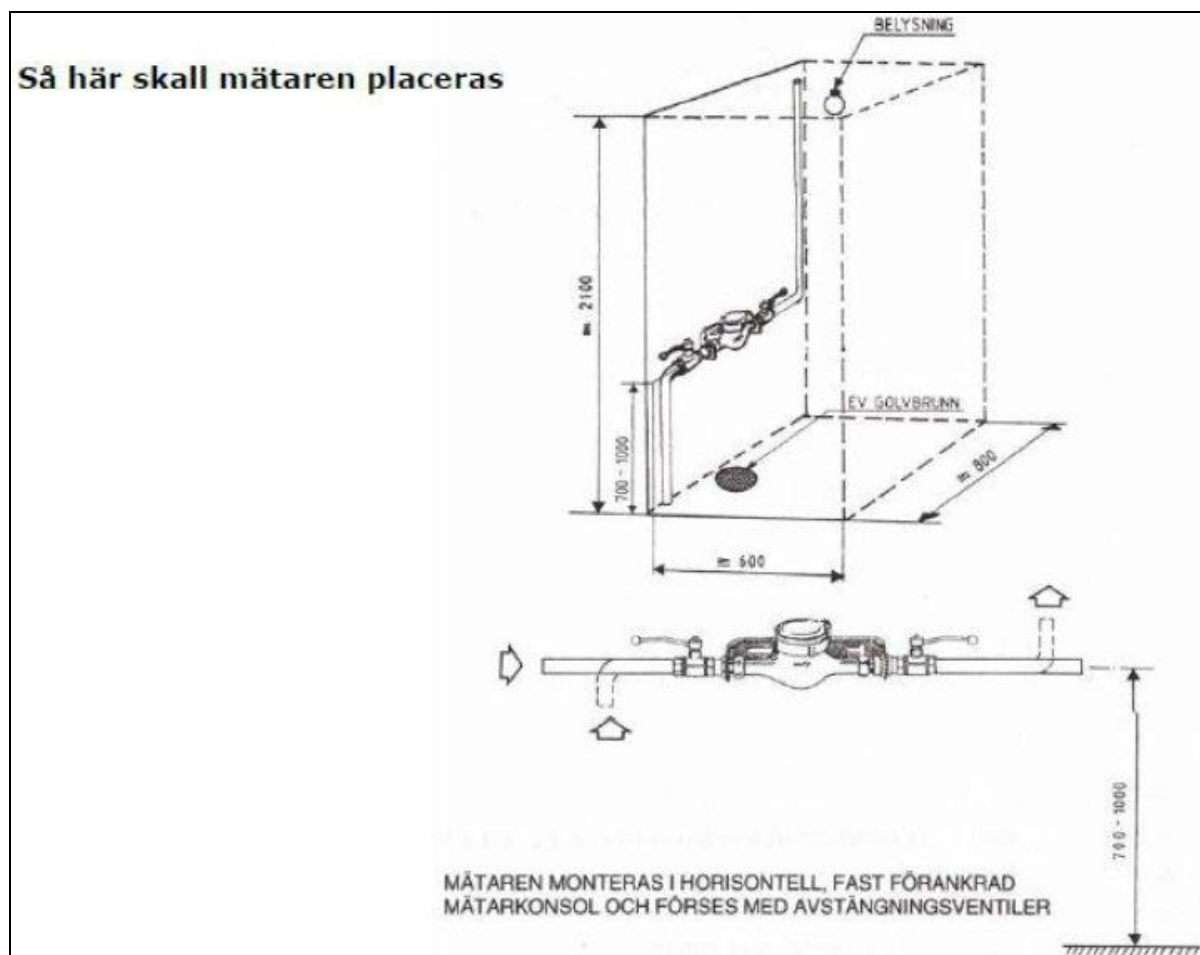 Så här skall mätaren placeras
BELYSNING
≥ 2100
EV GOLVBRUNN
700 - 1000
≥ 800
≥ 600
700 - 1000
MÄTAREN MONTERAS I HORISONTELL, FAST FÖRANKRAD
MÄTARKONSOL OCH FÖRSES MED AVSTÄNGNINGSVENTILER